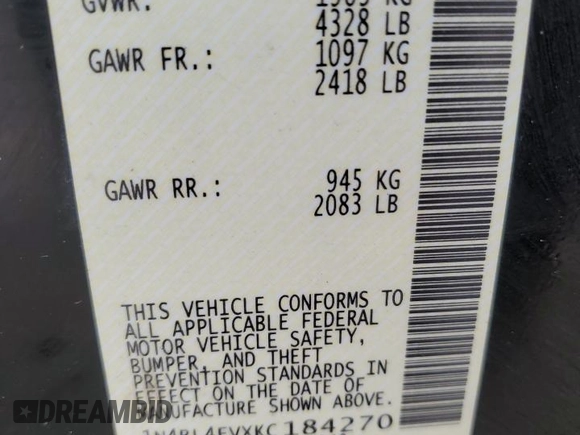 GVWR:
4328 LB
GAWR FR.: 1097 KG
2418 LB
GAWR RR.: 945 KG
2083 LB
THIS VEHICLE CONFORMS TO
ALL APPLICABLE FEDERAL
MOTOR VEHICLE SAFETY,
BUMPER, AND THEFT
PREVENTION STANDARDS IN
EFFECT ON THE DATE OF
MANUFACTURE SHOWN ABOVE.
1N4BL4EVXKC184270
DREAMBID